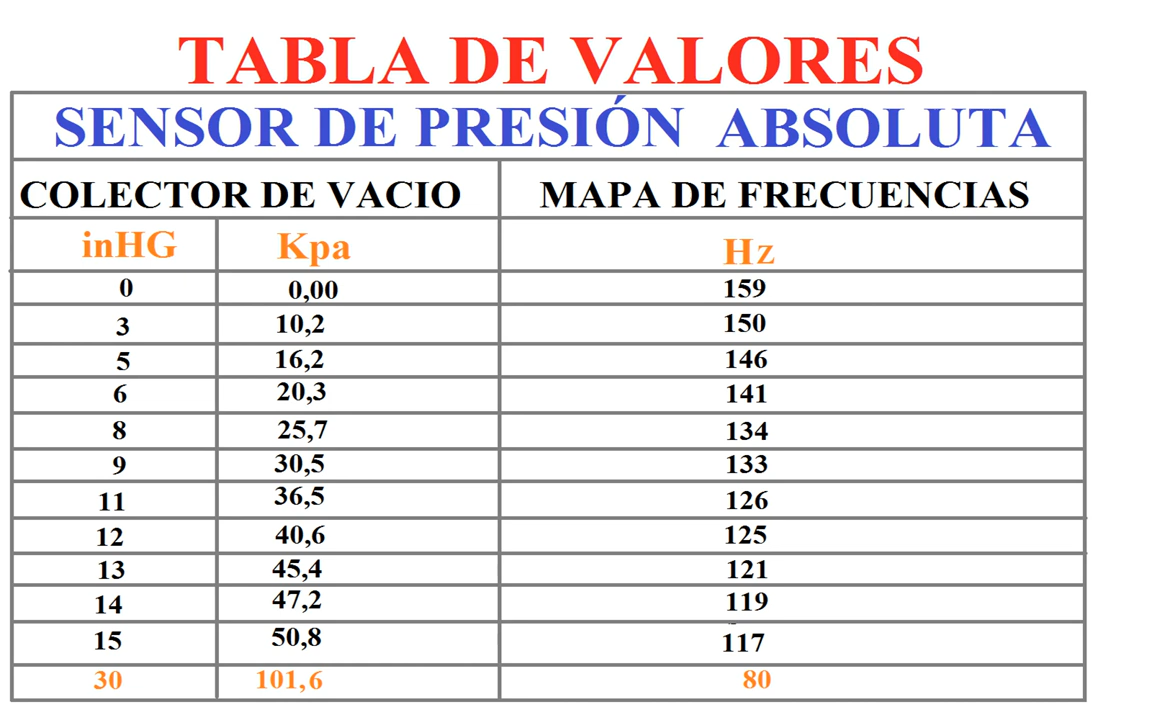 TABLA DE VALORES
SENSOR DE PRESIÓN ABSOLUTA
COLECTOR DE VACIO MAPA DE FRECUENCIAS
inHG Kpa Hz
0 0,00 159
3 10,2 150
5 16,2 146
6 20,3 141
8 25,7 134
9 30,5 133
11 36,5 126
12 40,6 125
13 45,4 121
14 47,2 119
15 50,8 117
30 101,6 80